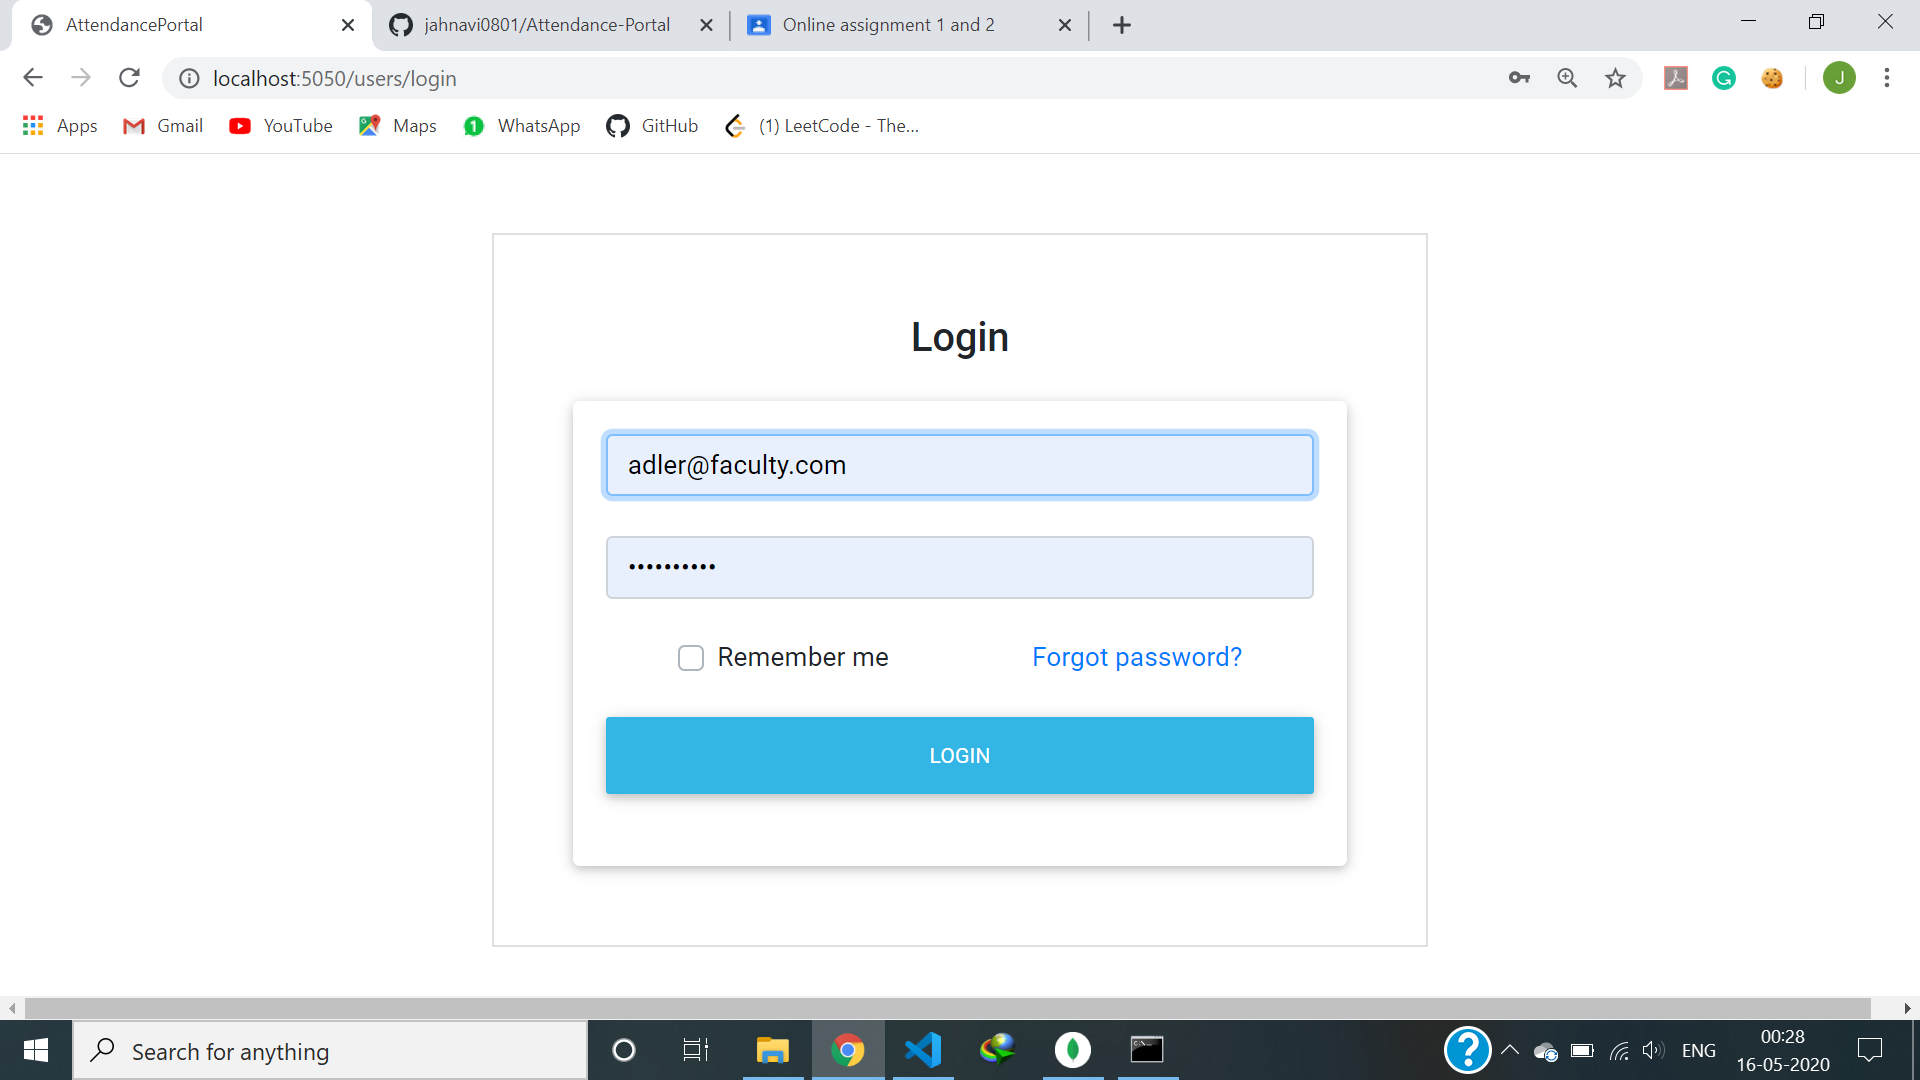 AttendancePortal
jahnavi0801/Attendance-Portal
Online assignment 1 and 2
localhost:5050/users/login
J
Apps
Gmail
YouTube
Maps
1
WhatsApp
GitHub
(1) LeetCode - The...
Login
adler@faculty.com
••••••••••
Remember me
Forgot password?
LOGIN
Search for anything
ENG
00:28
16-05-2020